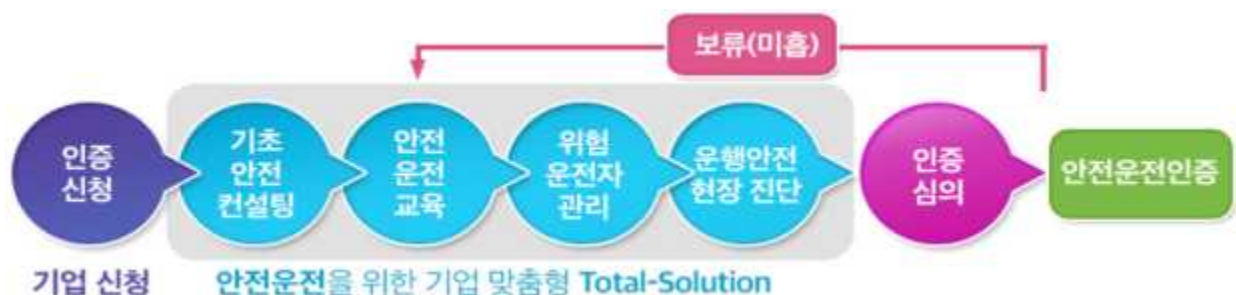 보류(미흡)
인증
신청
기초
안전
컨설팅
안전
운전
교육
위험
운전자
관리
운행안전
현장 진단
인증
심의
안전운전인증
기업 신청
안전운전을 위한 기업 맞춤형 Total-Solution